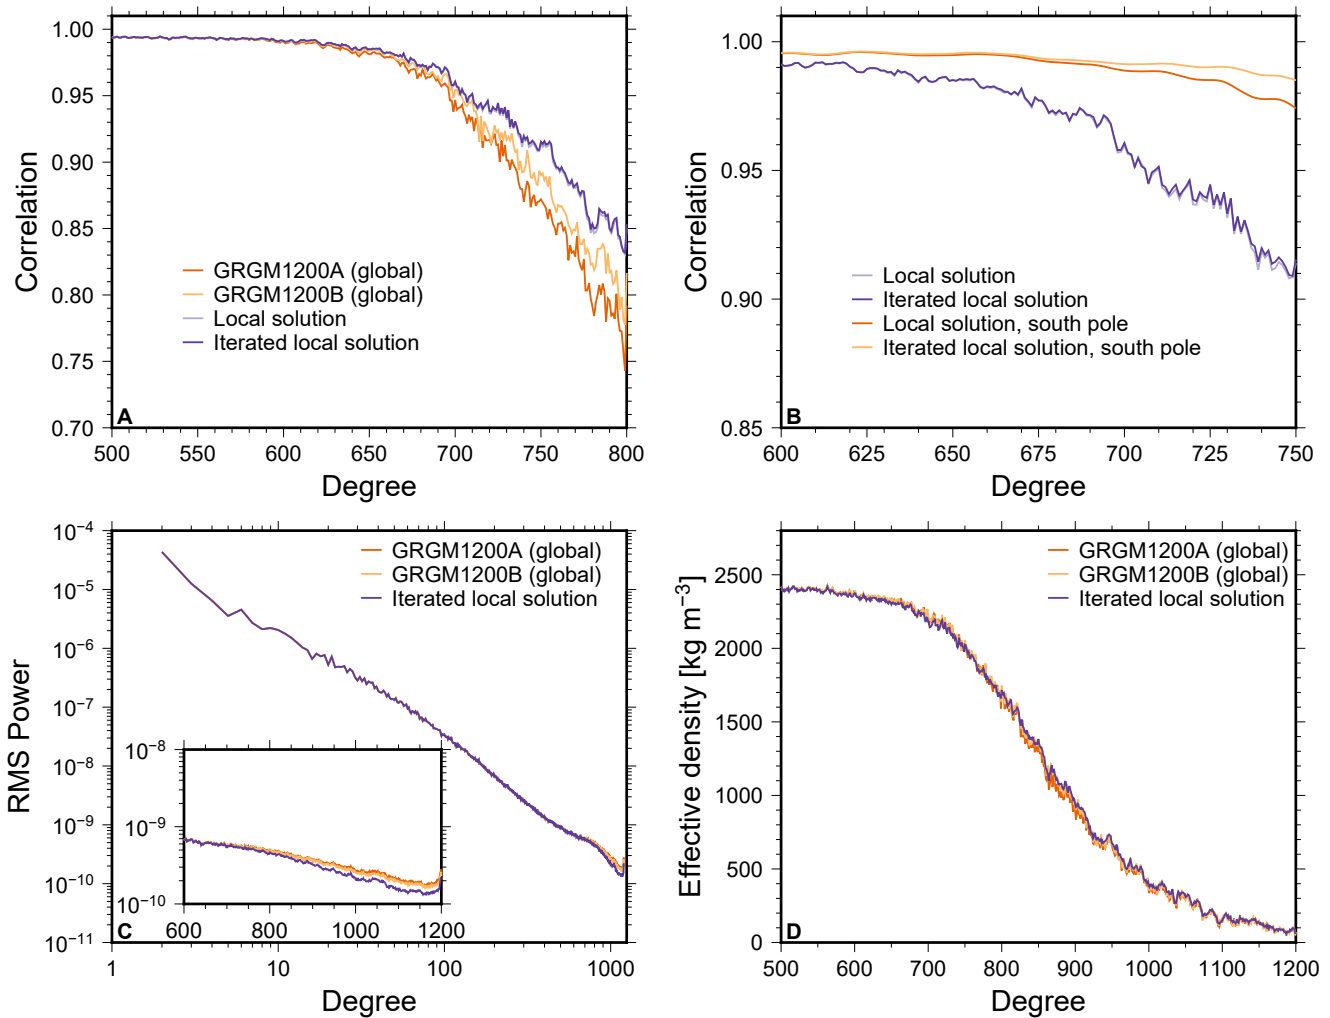 1.00
0.95
0.90
0.85
0.80
0.75
0.70
Correlation
GRGM1200A (global)
GRGM1200B (global)
Local solution
Iterated local solution
A
500 550 600 650 700 750 800
Degree
1.00
0.95
0.90
0.85
Correlation
Local solution
Iterated local solution
Local solution, south pole
Iterated local solution, south pole
B
600 625 650 675 700 725 750
Degree
10−4
10−5
10−6
10−7
10−8
10−9
10−10
10−11
RMS Power
GRGM1200A (global)
GRGM1200B (global)
Iterated local solution
10−8
10−9
10−10
600 800 1000 1200
C
1 10 100 1000
Degree
2500
2000
1500
1000
500
0
Effective density [kg m−3]
GRGM1200A (global)
GRGM1200B (global)
Iterated local solution
D
500 600 700 800 900 1000 1100 1200
Degree